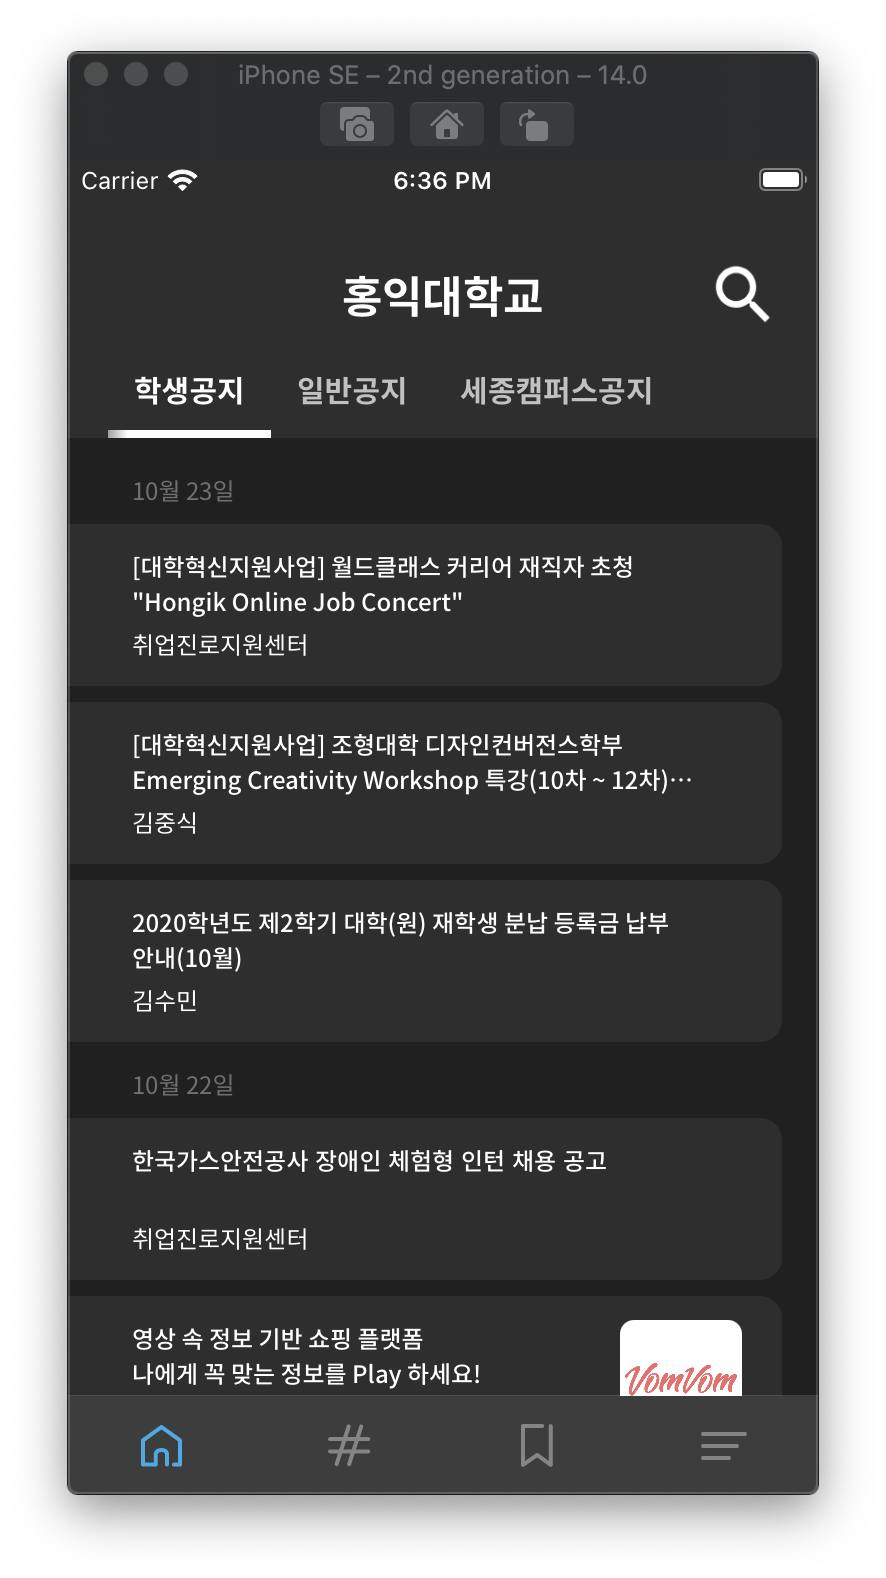 iPhone SE – 2nd generation – 14.0
Carrier 6:36 PM
홍익대학교
학생공지 일반공지 세종캠퍼스공지
10월 23일
[대학혁신지원사업] 월드클래스 커리어 재직자 초청
"Hongik Online Job Concert"
취업진로지원센터
[대학혁신지원사업] 조형대학 디자인컨버전스학부
Emerging Creativity Workshop 특강(10차 ~ 12차)…
김중식
2020학년도 제2학기 대학(원) 재학생 분납 등록금 납부
안내(10월)
김수민
10월 22일
한국가스안전공사 장애인 체험형 인턴 채용 공고
취업진로지원센터
영상 속 정보 기반 쇼핑 플랫폼
나에게 꼭 맞는 정보를 Play 하세요!
VomVom